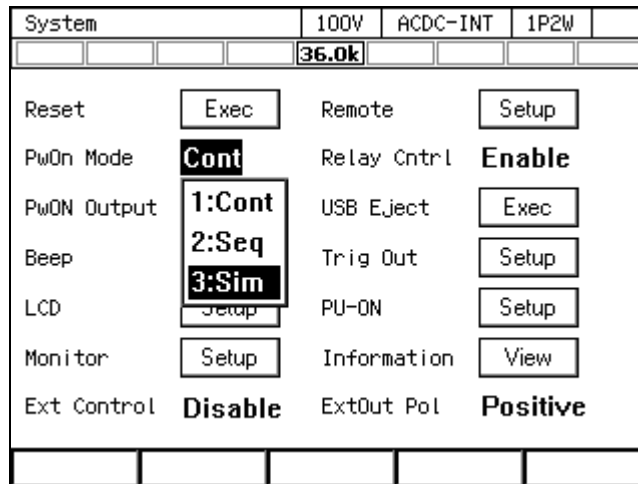 System 100V ACDC-INT 1P2W
36.0k
Reset Exec Remote Setup
PwOn Mode Cont Relay Cntrl Enable
PwON Output 1:Cont USB Eject Exec
2:Seq
Beep Trig Out Setup
3:Sim
LCD Setup PU-ON Setup
Monitor Setup Information View
Ext Control Disable ExtOut Pol Positive